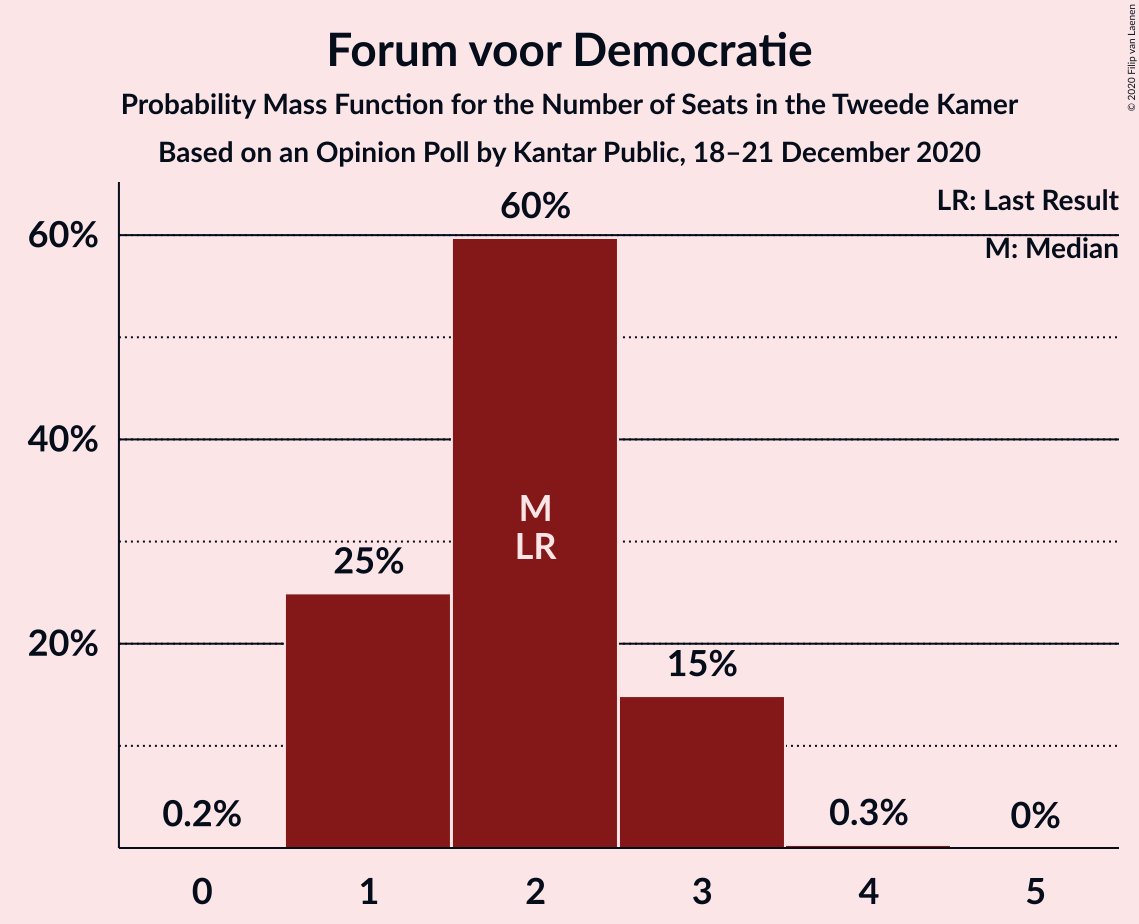 Forum voor Democratie
Probability Mass Function for the Number of Seats in the Tweede Kamer
Based on an Opinion Poll by Kantar Public, 18–21 December 2020
© 2020 Filip van Laenen
LR: Last Result
M: Median
60%
40%
20%
0.2%
25%
60%
M
LR
15%
0.3%
0%
0
1
2
3
4
5